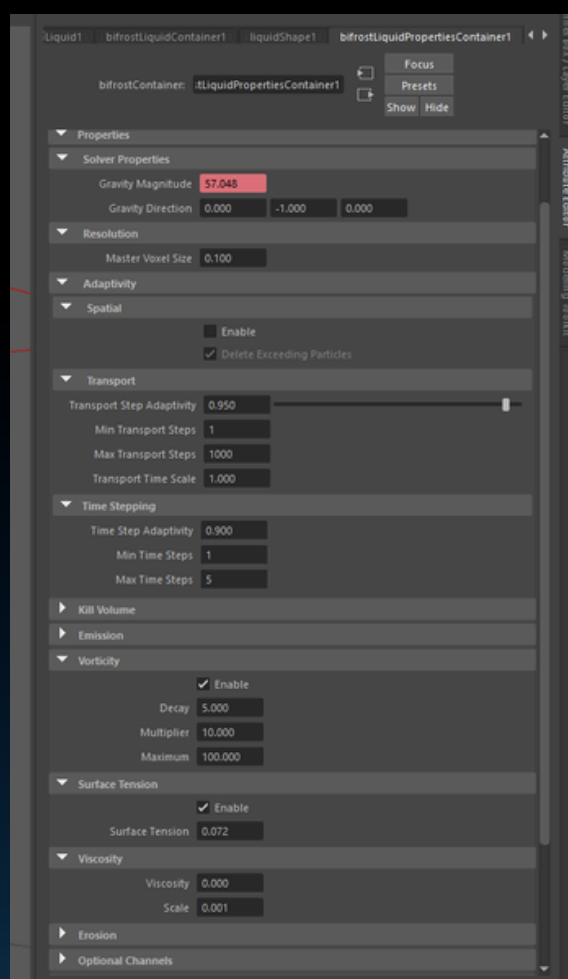 Liquid1 bifrostLiquidContainer1 liquidShape1 bifrostLiquidPropertiesContainer1
Focus
bifrostContainer: :tLiquidPropertiesContainer1
Presets
Show Hide
Properties
Solver Properties
Gravity Magnitude 57.048
Gravity Direction 0.000 -1.000 0.000
Resolution
Master Voxel Size 0.100
Adaptivity
Spatial
Enable
Delete Exceeding Particles
Transport
Transport Step Adaptivity 0.950
Min Transport Steps 1
Max Transport Steps 1000
Transport Time Scale 1.000
Time Stepping
Time Step Adaptivity 0.900
Min Time Steps 1
Max Time Steps 5
Kill Volume
Emission
Vorticity
Enable
Decay 5.000
Multiplier 10.000
Maximum 100.000
Surface Tension
Enable
Surface Tension 0.072
Viscosity
Viscosity 0.000
Scale 0.001
Erosion
Optional Channels
Attribute Editor
Modeling Toolkit